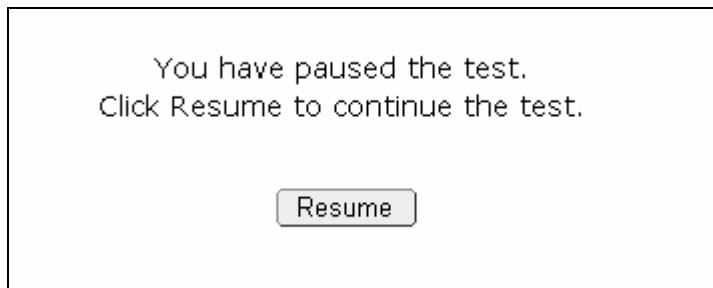 You have paused the test.
Click Resume to continue the test.
Resume